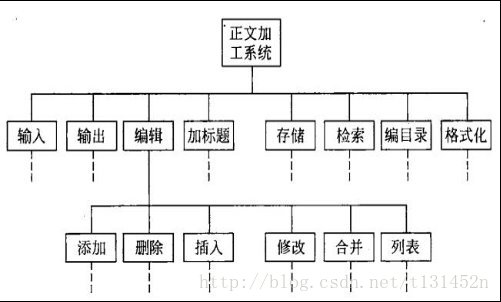 正文加
工系统
输入
输出
编辑
加标题
存储
检索
编目录
格式化
添加
删除
插入
修改
合并
列表
http://blog.csdn.net/t131452n